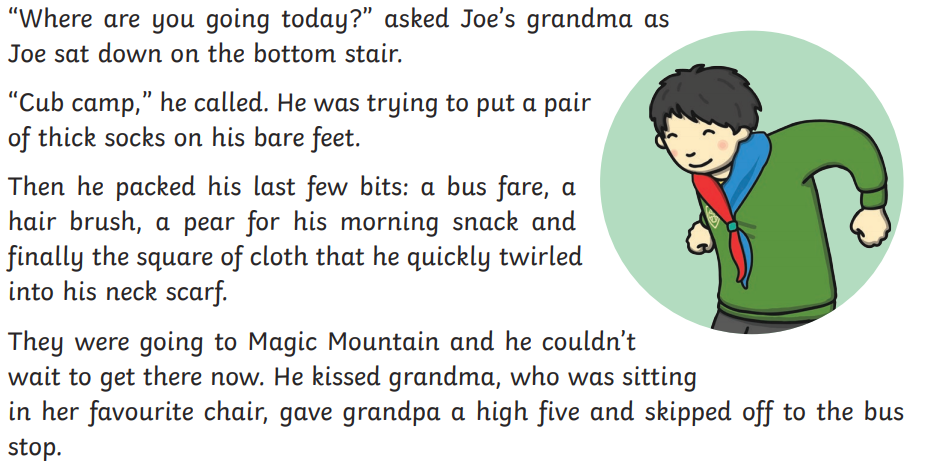 “Where are you going today?” asked Joe’s grandma as
Joe sat down on the bottom stair.
“Cub camp,” he called. He was trying to put a pair
of thick socks on his bare feet.
Then he packed his last few bits: a bus fare, a
hair brush, a pear for his morning snack and
finally the square of cloth that he quickly twirled
into his neck scarf.
They were going to Magic Mountain and he couldn’t
wait to get there now. He kissed grandma, who was sitting
in her favourite chair, gave grandpa a high five and skipped off to the bus
stop.